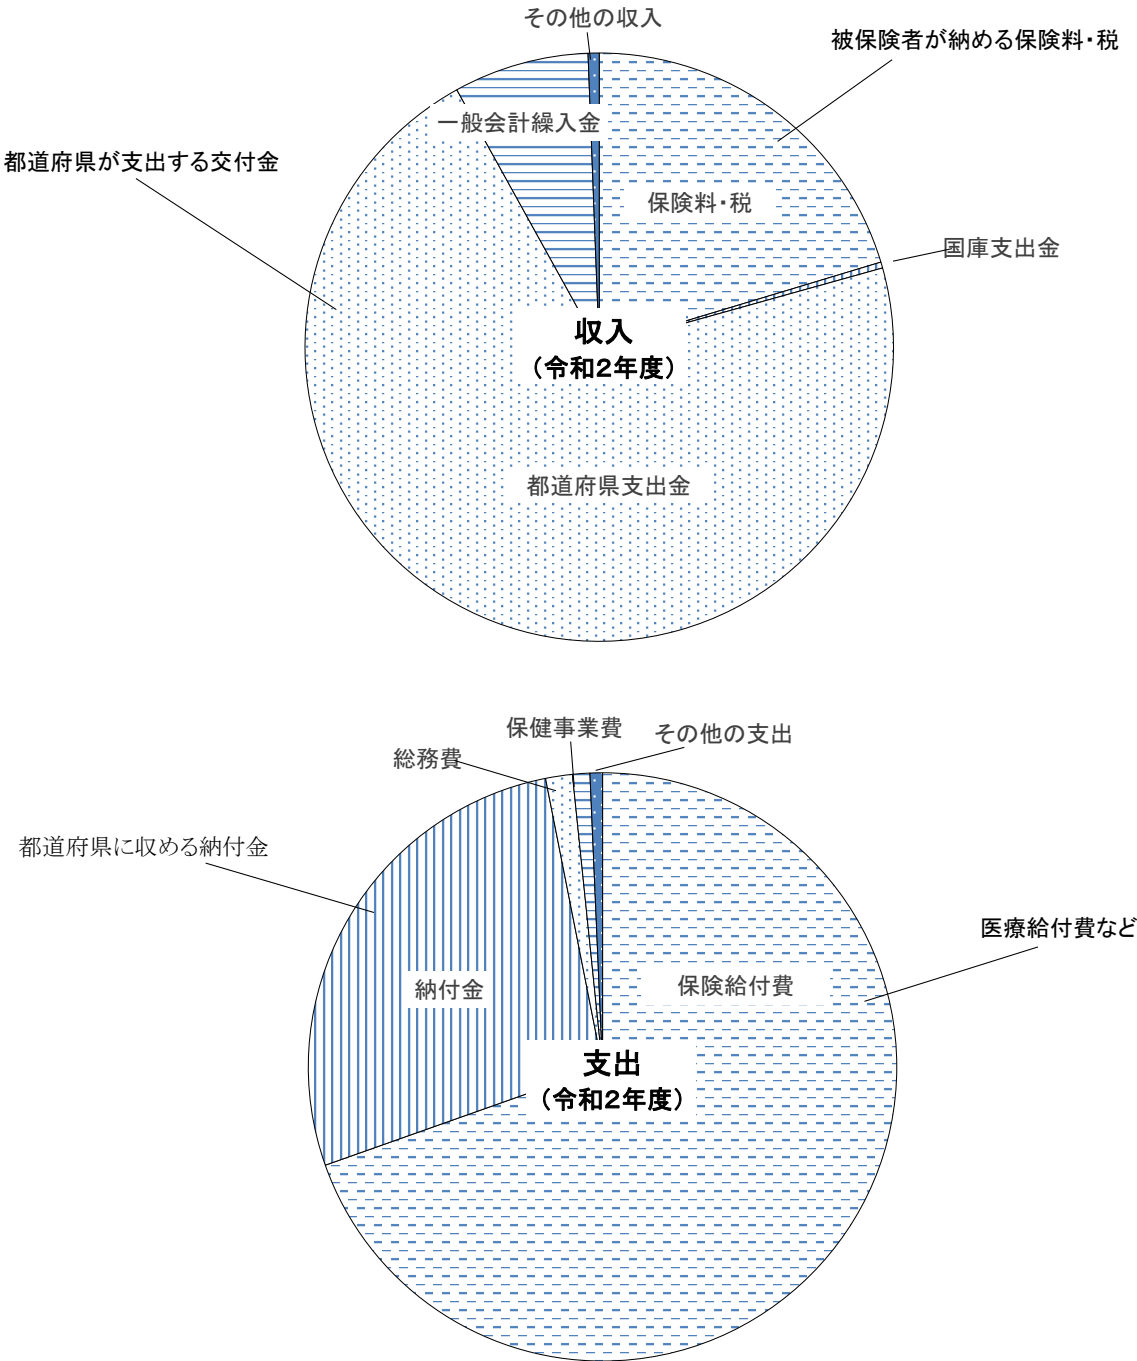 その他の収入
被保険者が納める保険料・税
一般会計繰入金
都道府県が支出する交付金
保険料・税
国庫支出金
収入
（令和2年度）
都道府県支出金
保健事業費
その他の支出
総務費
都道府県に収める納付金
医療給付費など
納付金
保険給付費
支出
（令和2年度）